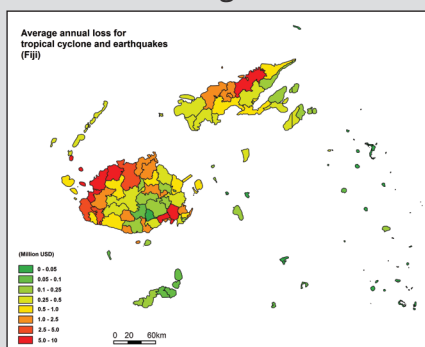 Average annual loss for
tropical cyclone and earthquakes
(Fiji)
(Million USD)
0 - 0.05
0.05 - 0.1
0.1 - 0.25
0.25 - 0.5
0.5 - 1.0
1.0 - 2.5
2.5 - 5.0
5.0 - 10
0 20 60km